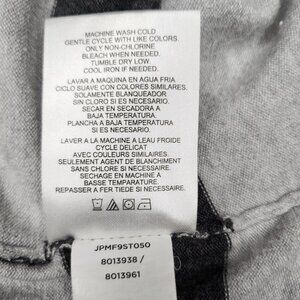 MACHINE WASH COLD
GENTLE CYCLE WITH LIKE COLORS.
ONLY NON-CHLORINE
BLEACH WHEN NEEDED.
TUMBLE DRY LOW
COOL IRON IF NEEDED.
LAVAR A MAQUINA EN AGUA FRIA
CICLO SUAVE CON COLORES SIMILARES.
SOLAMENTE BLANQUEADOR
SIN CLORO SI ES NECESARIO.
SECAR EN SECADORA A
BAJA TEMPERATURA.
PLANCHA A BAJA TEMPERATURA
SI ES NECESARIO.
LAVER A LA MACHINE A LEAU FROIDE
CYCLE DELICAT
AVEC COULEURS SIMILAIRES.
SEULEMENT AGENT DE BLANCHIMENT
SANS CHLORE SI NECESSAIRE.
SECHAGE EN MACHINE A
BASSE TEMPARATURE.
REPASSER A FER TIEDE SI NECESSAIRE.
JPMF9ST050
8013938 /
8013961